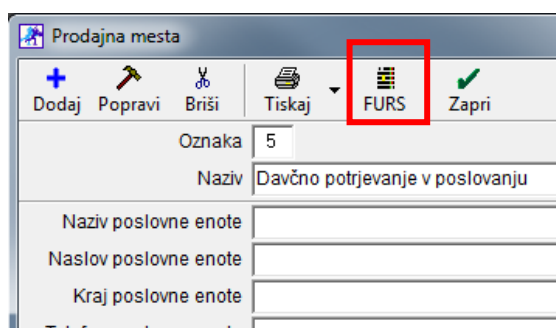 Prodajna mesta
Dodaj Popravi Briši Tiskaj FURS Zapri
Oznaka 5
Naziv Davčno potrjevanje v poslovanju
Naziv poslovne enote
Naslov poslovne enote
Kraj poslovne enote